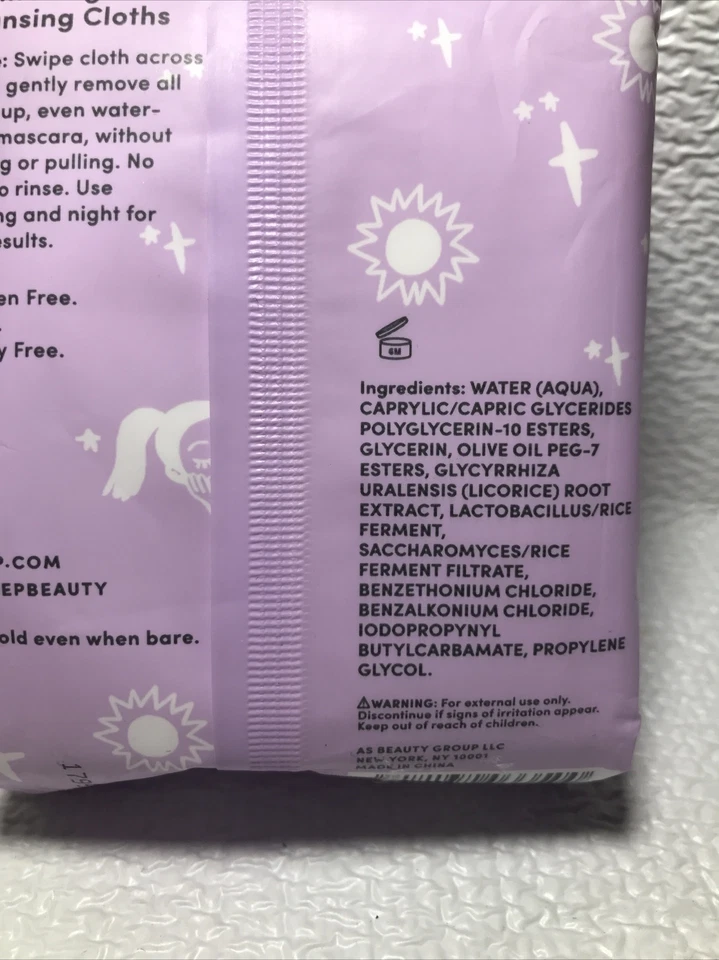 nsing Cloths
: Swipe cloth across
gently remove all
up, even water-
mascara, without
g or pulling. No
o rinse. Use
ng and night for
esults.
en Free.
y Free.
P.COM
EPBEAUTY
old even when bare.
179
6M
Ingredients: WATER (AQUA),
CAPRYLIC/CAPRIC GLYCERIDES
POLYGLYCERIN-10 ESTERS,
GLYCERIN, OLIVE OIL PEG-7
ESTERS, GLYCYRRHIZA
URALENSIS (LICORICE) ROOT
EXTRACT, LACTOBACILLUS/RICE
FERMENT,
SACCHAROMYCES/RICE
FERMENT FILTRATE,
BENZETHONIUM CHLORIDE,
BENZALKONIUM CHLORIDE,
IODOPROPYNYL
BUTYLCARBAMATE, PROPYLENE
GLYCOL.
⚠WARNING: For external use only.
Discontinue if signs of irritation appear.
Keep out of reach of children.
AS BEAUTY GROUP LLC
NEW YORK, NY 10001
MADE IN CHINA